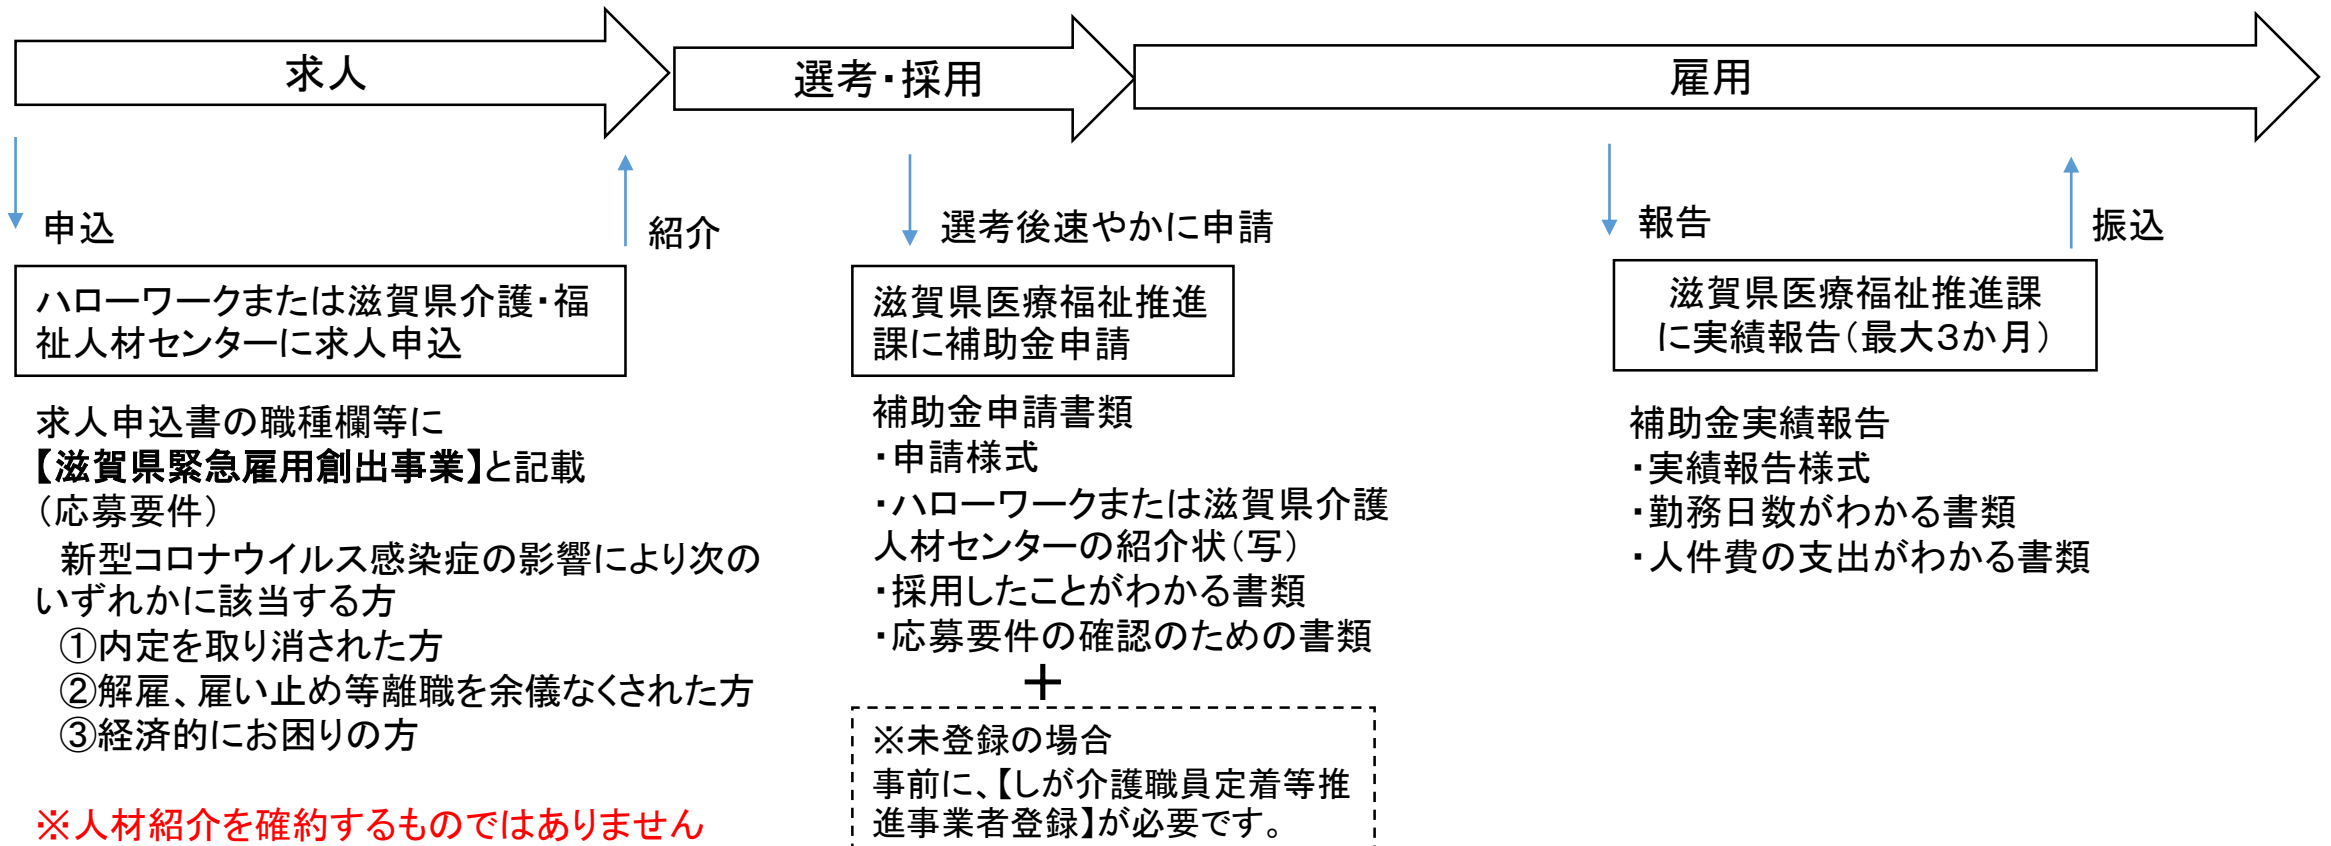 求人
選考・採用
雇用
申込
紹介
選考後速やかに申請
報告
振込
ハローワークまたは滋賀県介護・福
祉人材センターに求人申込
求人申込書の職種欄等に
【滋賀県緊急雇用創出事業】と記載
（応募要件）
新型コロナウイルス感染症の影響により次の
いずれかに該当する方
①内定を取り消された方
②解雇、雇い止め等離職を余儀なくされた方
③経済的にお困りの方
※人材紹介を確約するものではありません
滋賀県医療福祉推進
課に補助金申請
補助金申請書類
・申請様式
・ハローワークまたは滋賀県介護
人材センターの紹介状（写）
・採用したことがわかる書類
・応募要件の確認のための書類
＋
※未登録の場合
事前に、【しが介護職員定着等推
進事業者登録】が必要です。
滋賀県医療福祉推進課
に実績報告（最大３か月）
補助金実績報告
・実績報告様式
・勤務日数がわかる書類
・人件費の支出がわかる書類